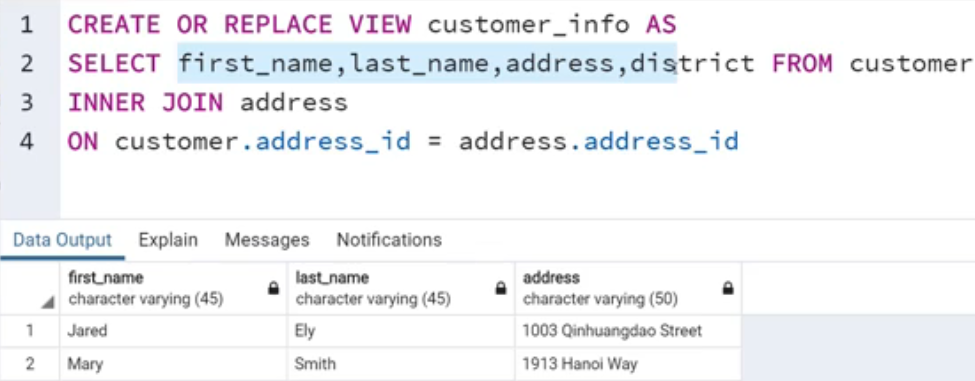 1 CREATE OR REPLACE VIEW customer_info AS
2 SELECT first_name,last_name,address,district FROM customer
3 INNER JOIN address
4 ON customer.address_id = address.address_id
Data Output Explain Messages Notifications
first_name last_name address
character varying (45) character varying (45) character varying (50)
1 Jared Ely 1003 Qinhuangdao Street
2 Mary Smith 1913 Hanoi Way